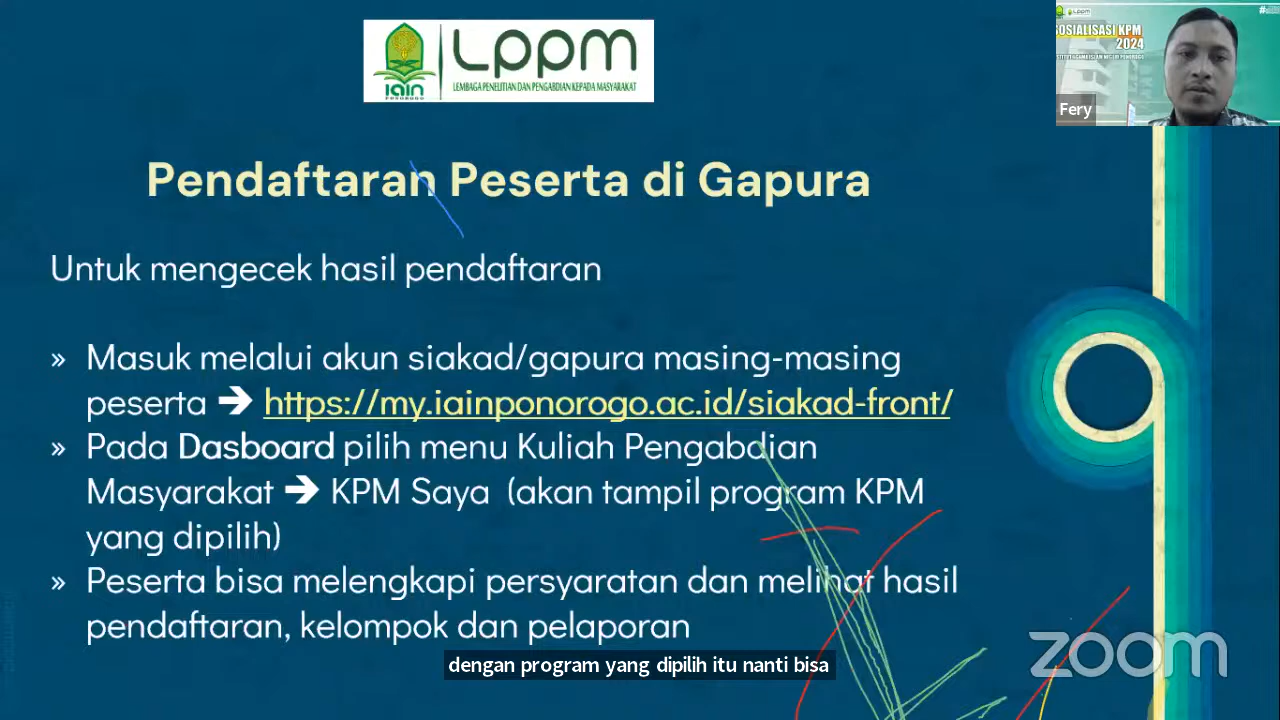 iain
PONOROGO
LPPM
LEMBAGA PENELITIAN DAN PENGABDIAN KEPADA MASYARAKAT
SOSIALISASI KPM
2024
Fery
Pendaftaran Peserta di Gapura
Untuk mengecek hasil pendaftaran
» Masuk melalui akun siakad/gapura masing-masing
peserta ➔ https://my.iainponorogo.ac.id/siakad-front/
» Pada Dasboard pilih menu Kuliah Pengabdian
Masyarakat ➔ KPM Saya (akan tampil program KPM
yang dipilih)
» Peserta bisa melengkapi persyaratan dan melihat hasil
pendaftaran, kelompok dan pelaporan
dengan program yang dipilih itu nanti bisa
zoom